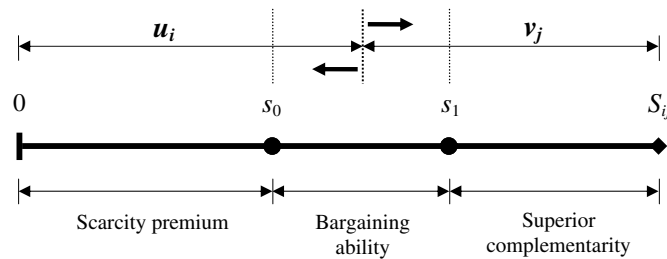 u_i v_j
0 s_0 s_1 S_ij
Scarcity premium Bargaining Superior
ability complementarity